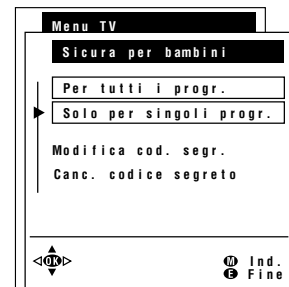 Menu TV
Sicura per bambini
Per tutti i progr.
Solo per singoli progr.
Modifica cod. segr.
Canc. codice segreto
OK
M Ind.
E Fine